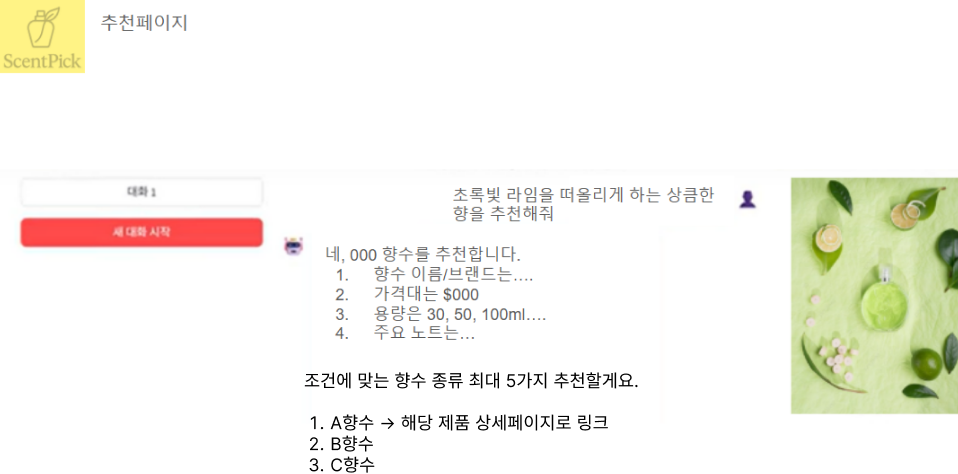 추천페이지
ScentPick
대화 1
새 대화 시작
초록빛 라임을 떠올리게 하는 상큼한
향을 추천해줘
네, 000 향수를 추천합니다.
1. 향수 이름/브랜드는….
2. 가격대는 $000
3. 용량은 30, 50, 100ml….
4. 주요 노트는…
조건에 맞는 향수 종류 최대 5가지 추천할게요.
1. A향수 → 해당 제품 상세페이지로 링크
2. B향수
3. C향수